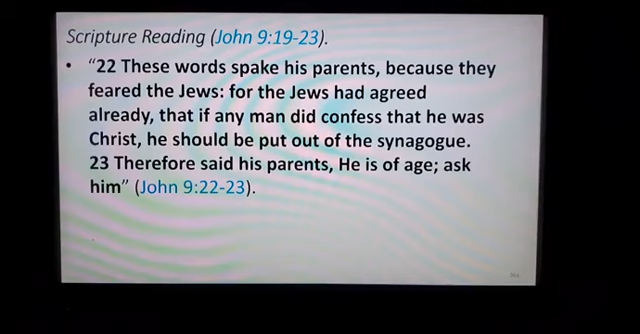 Scripture Reading (John 9:19-23).
• “22 These words spake his parents, because they
feared the Jews: for the Jews had agreed
already, that if any man did confess that he was
Christ, he should be put out of the synagogue.
23 Therefore said his parents, He is of age; ask
him” (John 9:22-23).